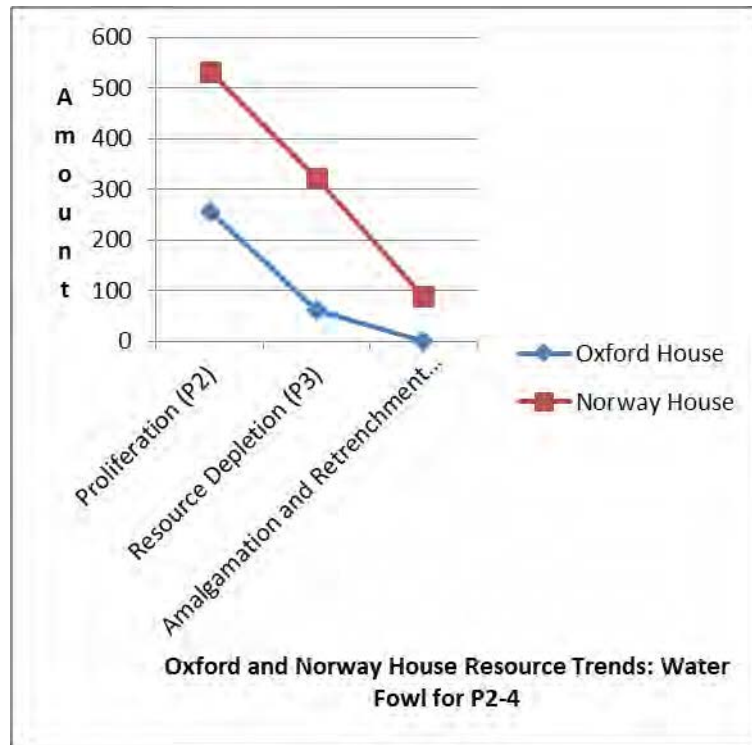 600
500
400
300
200
100
0
Amount
Proliferation (P2)
Resource Depletion (P3)
Amalgamation and Retrenchment...
Oxford House
Norway House
Oxford and Norway House Resource Trends: Water
Fowl for P2-4